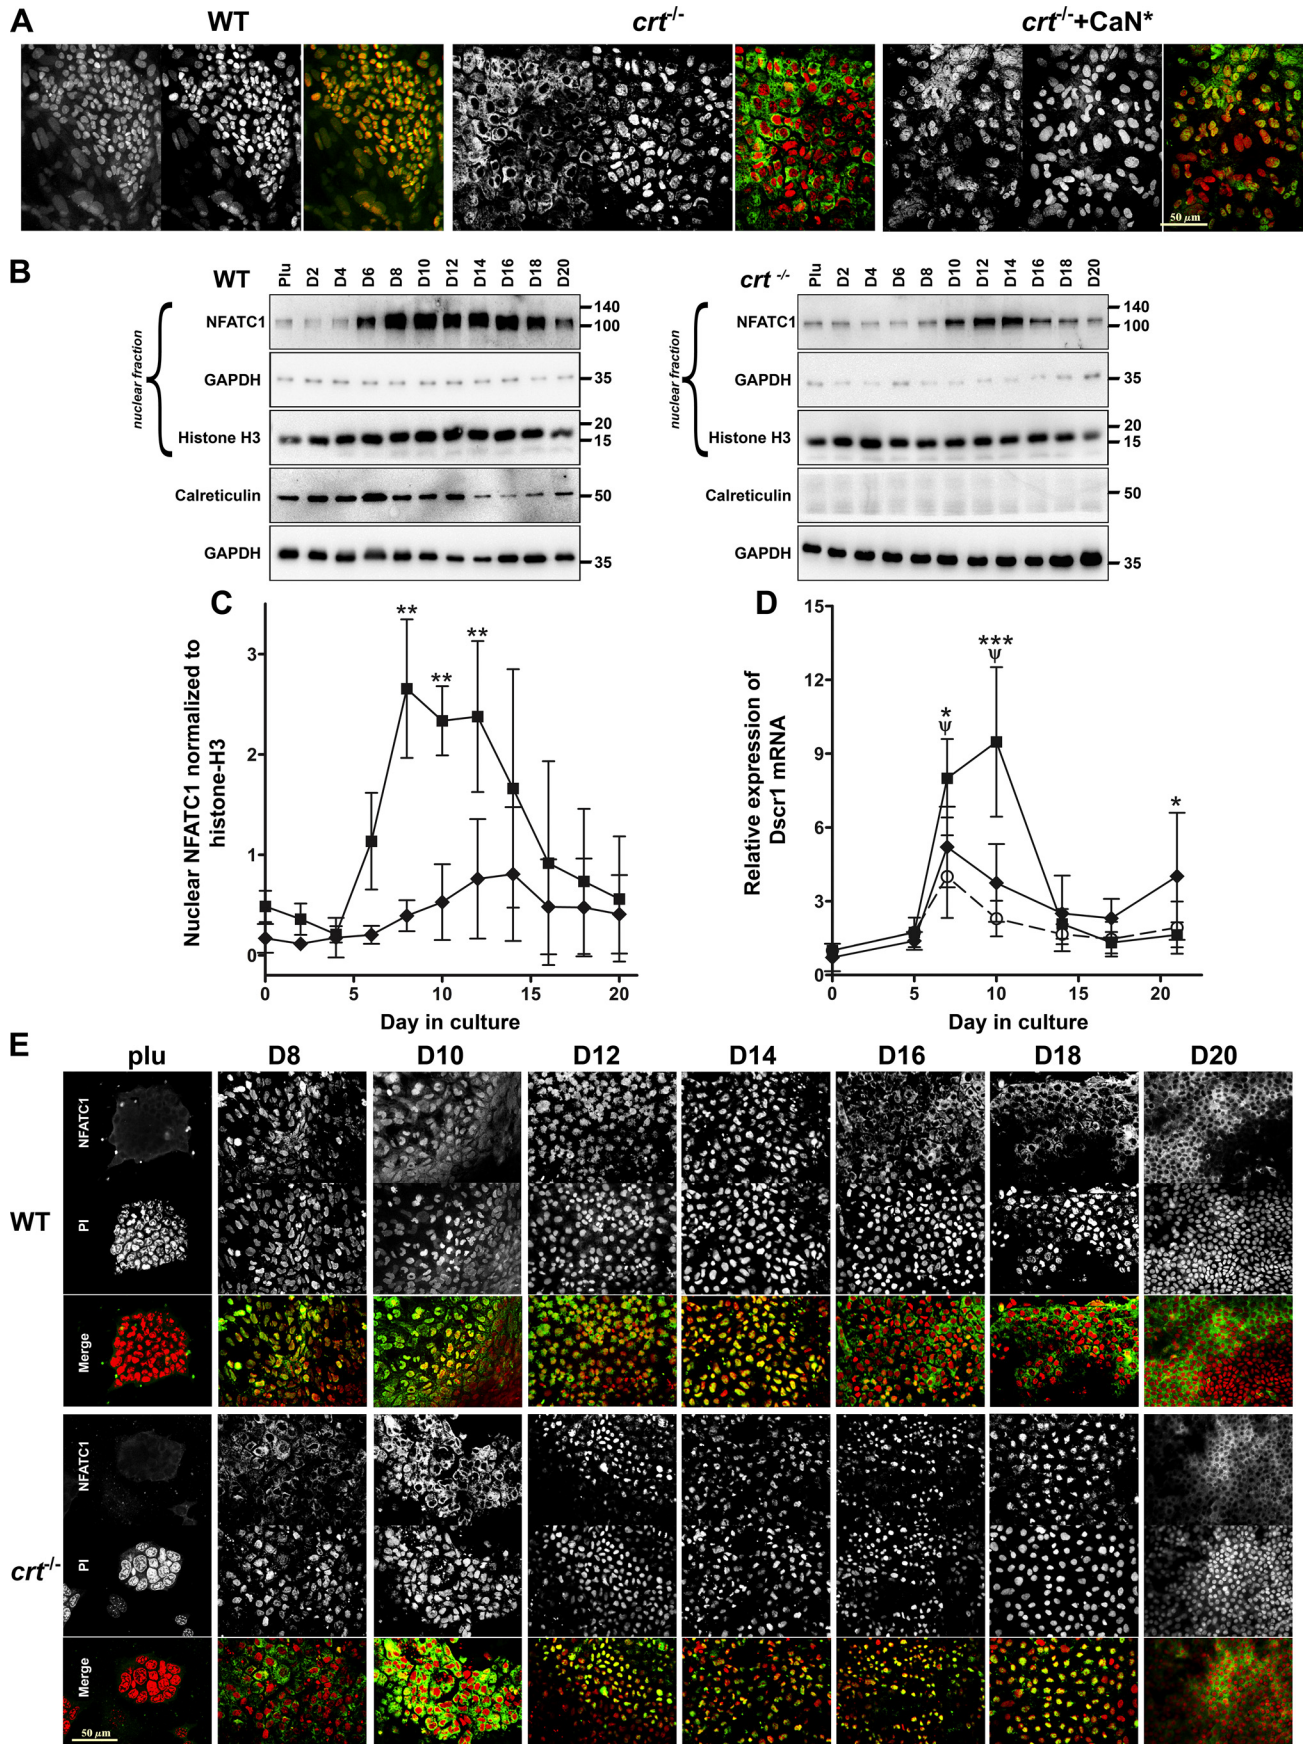 A
WT
crt-/-
crt-/-+CaN*
50 μm
B
WT
Plu D2 D4 D6 D8 D10 D12 D14 D16 D18 D20
nuclear fraction
NFATC1
140
100
GAPDH
35
Histone H3
20
15
Calreticulin
50
GAPDH
35
crt -/-
Plu D2 D4 D6 D8 D10 D12 D14 D16 D18 D20
nuclear fraction
NFATC1
140
100
GAPDH
35
Histone H3
20
15
Calreticulin
50
GAPDH
35
C
Nuclear NFATC1 normalized to
histone-H3
3
2
1
0
** ** **
0 5 10 15 20
Day in culture
D
Relative expression of
Dscr1 mRNA
15
12
9
6
3
0
*
ψ
***
ψ
*
0 5 10 15 20
Day in culture
E
plu D8 D10 D12 D14 D16 D18 D20
WT
NFATC1
PI
Merge
crt-/-
NFATC1
PI
Merge
50 μm